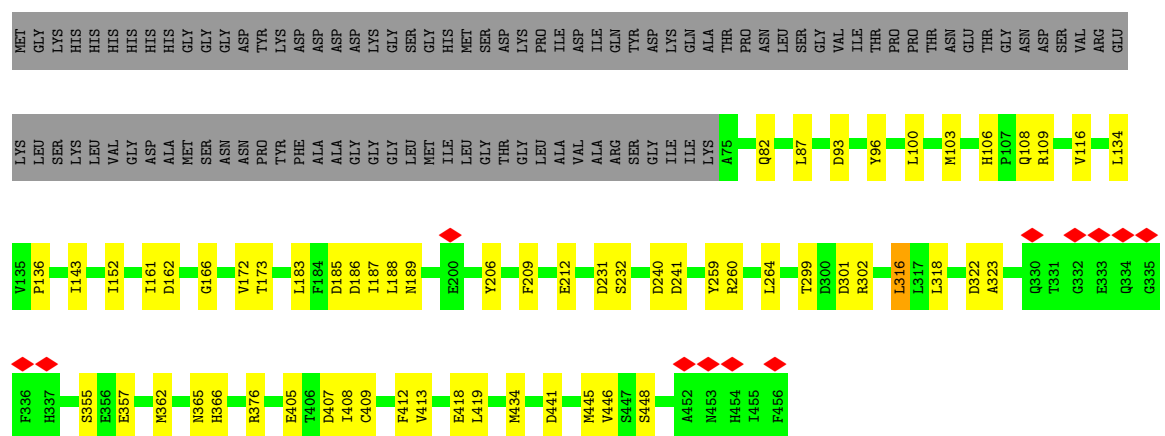 MET GLY LYS HIS HIS HIS HIS HIS HIS GLY GLY GLY ASP TYR LYS ASP ASP ASP ASP LYS GLY SER GLY HIS MET SER ASP LYS PRO ILE ASP ILE GLN TYR ASP LYS GLN ALA THR PRO ASN LEU SER GLY VAL ILE THR PRO PRO THR ASN GLU THR GLY ASN ASP SER VAL ARG GLU
LYS LEU SER LYS LEU VAL GLY ASP ALA MET SER ASN ASN PRO TYR PHE ALA ALA GLY GLY GLY LEU MET ILE LEU GLY THR GLY LEU ALA VAL ALA ARG SER GLY ILE ILE LYS A75 Q82 L87 D93 Y96 L100 M103 H106 P107 Q108 R109 V116 L134
V135 P136 I143 I152 I161 D162 G166 V172 T173 L183 F184 D185 D186 I187 L188 N189 E200 Y206 F209 E212 D231 S232 D240 D241 Y259 R260 L264 T299 D300 D301 R302 L316 L317 L318 D322 A323 Q330 T331 G332 E333 Q334 G335
F336 H337 S355 E356 E357 M362 N365 H366 R376 E405 T406 D407 I408 C409 F412 V413 E418 L419 M434 D441 M445 V446 S447 S448 A452 N453 H454 I455 F456